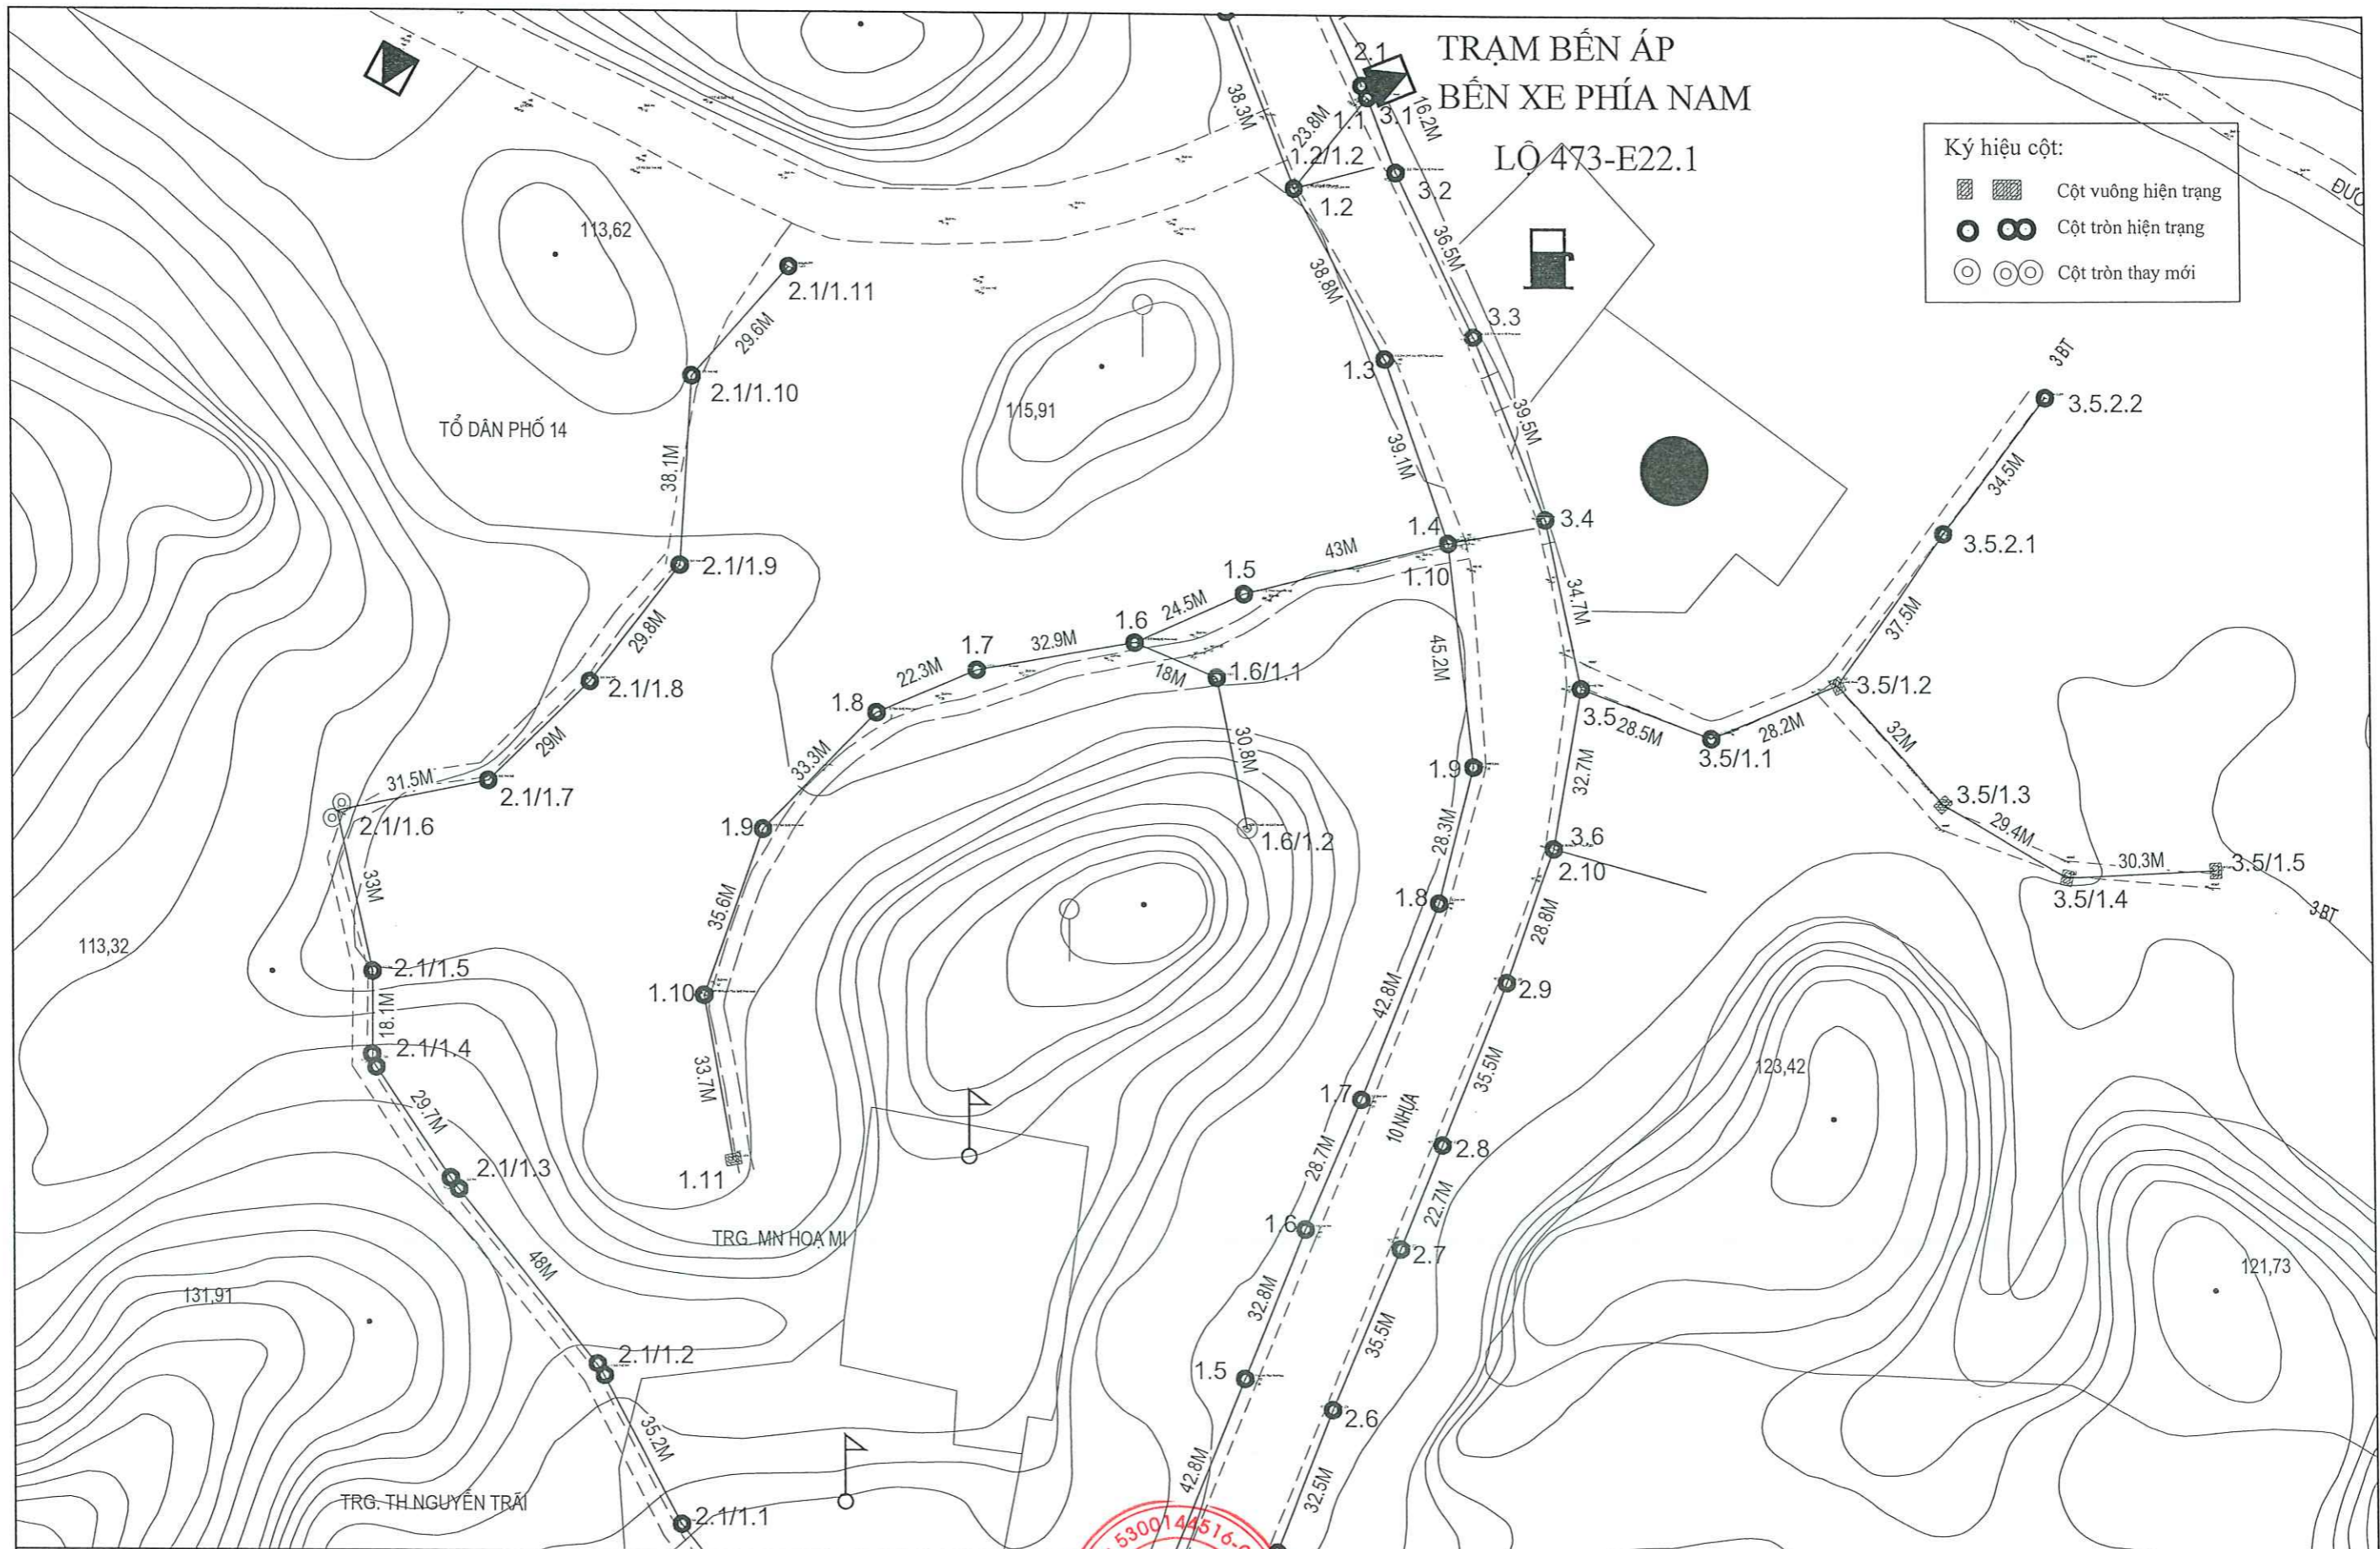 TRẠM BẾN ÁP
BẾN XE PHÍA NAM
LỘ 473-E22.1
Ký hiệu cột:
Cột vuông hiện trạng
Cột tròn hiện trạng
Cột tròn thay mới
2.1
1.1
3.1
16.2M
38.3M
23.8M
1.2/1.2
1.2
3.2
36.5M
38.8M
3.3
1.3
39.5M
39.1M
1.4
3.4
43M
1.10
1.5
24.5M
34.7M
1.6
32.9M
1.7
22.3M
1.8
18M
1.6/1.1
30.8M
1.6/1.2
33.3M
1.9
35.6M
1.10
33.7M
1.11
113,62
2.1/1.11
29.6M
2.1/1.10
TỔ DÂN PHỐ 14
38.1M
2.1/1.9
29.8M
2.1/1.8
29M
31.5M
2.1/1.7
2.1/1.6
33M
113,32
2.1/1.5
18.1M
2.1/1.4
29.7M
2.1/1.3
48M
131,91
2.1/1.2
35.2M
TRG. TH.NGUYỄN TRÃI
2.1/1.1
TRG. MN HOẠ MI
115,91
45.2M
1.9
28.3M
1.8
42.8M
1.7
28.7M
1.6
32.8M
1.5
42.8M
3.5
28.5M
32.7M
3.6
2.10
28.8M
2.9
35.5M
10 NHỰA
2.8
22.7M
2.7
35.5M
2.6
32.5M
3.5/1.1
28.2M
3.5/1.2
37.5M
3.5.2.1
34.5M
3.5.2.2
3 BT
32M
3.5/1.3
29.4M
3.5/1.4
30.3M
3.5/1.5
3 BT
123,42
121,73
ĐƯỜ
5300144516-0